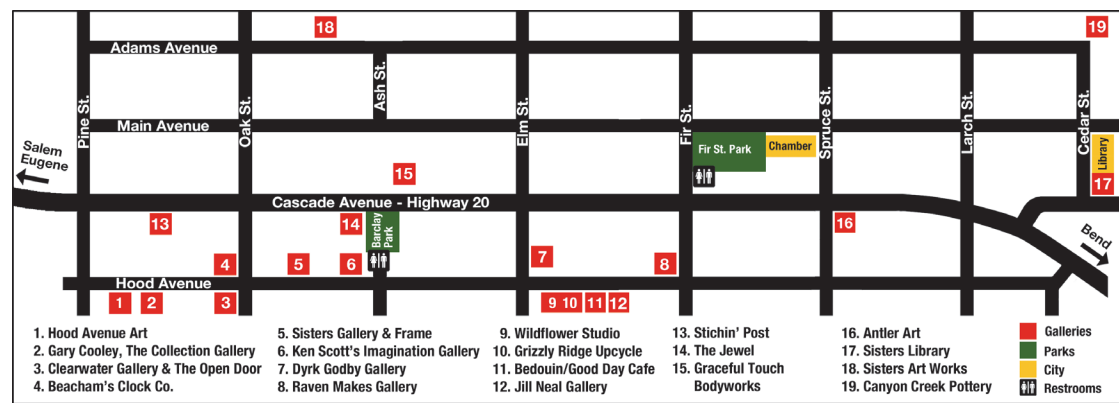 18
19
Adams Avenue
Pine St.
Oak St.
Ash St.
Elm St.
Fir St.
Spruce St.
Larch St.
Cedar St.
Main Avenue
Fir St. Park
Chamber
Library
Salem
Eugene
15
17
Cascade Avenue - Highway 20
13
14
Barclay
Park
16
Bend
4
5
6
7
8
Hood Avenue
1
2
3
9
10
11
12
1. Hood Avenue Art
2. Gary Cooley, The Collection Gallery
3. Clearwater Gallery & The Open Door
4. Beacham's Clock Co.
5. Sisters Gallery & Frame
6. Ken Scott's Imagination Gallery
7. Dyrk Godby Gallery
8. Raven Makes Gallery
9. Wildflower Studio
10. Grizzly Ridge Upcycle
11. Bedouin/Good Day Cafe
12. Jill Neal Gallery
13. Stichin' Post
14. The Jewel
15. Graceful Touch
Bodyworks
16. Antler Art
17. Sisters Library
18. Sisters Art Works
19. Canyon Creek Pottery
Galleries
Parks
City
Restrooms